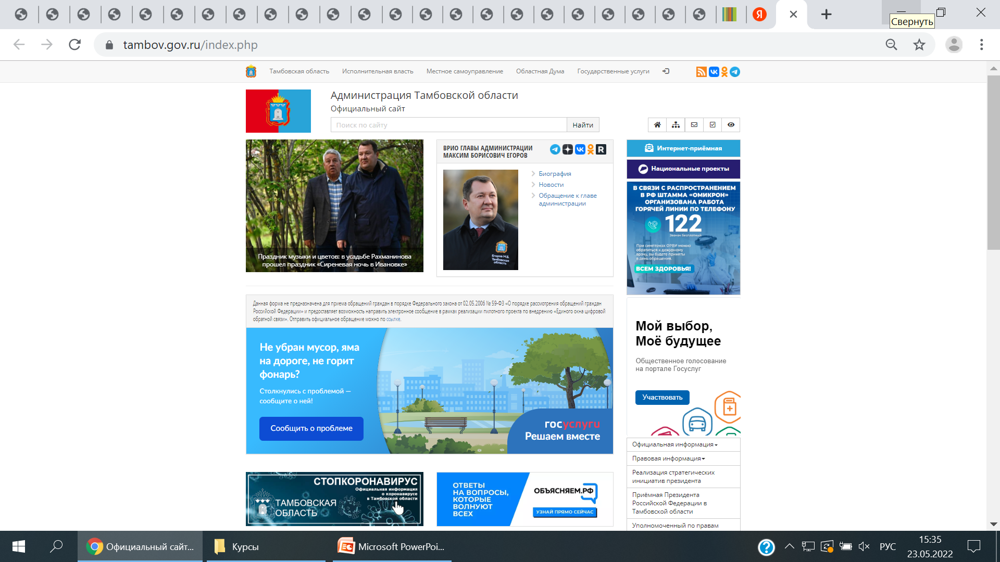 Я
Свернуть
tambov.gov.ru/index.php
Тамбовская область
Исполнительная власть
Местное самоуправление
Областная Дума
Государственные услуги
Администрация Тамбовской области
Официальный сайт
Поиск по сайту
Найти
Праздник музыки и цветов: в усадьбе Рахманинова
прошел праздник «Сиреневая ночь в Ивановке»
ВРИО ГЛАВЫ АДМИНИСТРАЦИИ
МАКСИМ БОРИСОВИЧ ЕГОРОВ
Биография
Новости
Обращение к главе
администрации
Егоров М.Б.
Тамбовская
область
Интернет-приёмная
Национальные проекты
В СВЯЗИ С РАСПРОСТРАНЕНИЕМ
В РФ ШТАММА «ОМИКРОН»
ОРГАНИЗОВАНА РАБОТА
ГОРЯЧЕЙ ЛИНИИ ПО ТЕЛЕФОНУ
122
Звонок бесплатный
При симптомах ОРВИ можно
обратиться к дежурному
врачу, вы будете приняты
в день обращения.
ВСЕМ ЗДОРОВЬЯ!
Данная форма не предназначена для приема обращений граждан в порядке Федерального закона от 02.05.2006 № 59-ФЗ «О порядке рассмотрения обращений граждан
Российской Федерации» и предоставляет возможность направить электронное сообщение в рамках реализации пилотного проекта по внедрению «Единого окна цифровой
обратной связи». Отправить официальное обращение можно по ссылке.
Не убран мусор, яма
на дороге, не горит
фонарь?
Столкнулись с проблемой —
сообщите о ней!
Сообщить о проблеме
госуслуги
Решаем вместе
Мой выбор,
Моё будущее
Общественное голосование
на портале Госуслуг
Участвовать
Официальная информация
Правовая информация
Реализация стратегических
инициатив президента
Приёмная Президента
Российской Федерации в
Тамбовской области
Уполномоченный по правам
СТОПКОРОНАВИРУС
Официальная информация
о коронавирусе
в Тамбовской области
ТАМБОВСКАЯ
ОБЛАСТЬ
ОТВЕТЫ
НА ВОПРОСЫ,
КОТОРЫЕ
ВОЛНУЮТ
ВСЕХ
ОБЪЯСНЯЕМ.РФ
УЗНАЙ ПРЯМО СЕЙЧАС
Официальный сайт...
Курсы
Microsoft PowerPoi...
РУС
15:35
23.05.2022